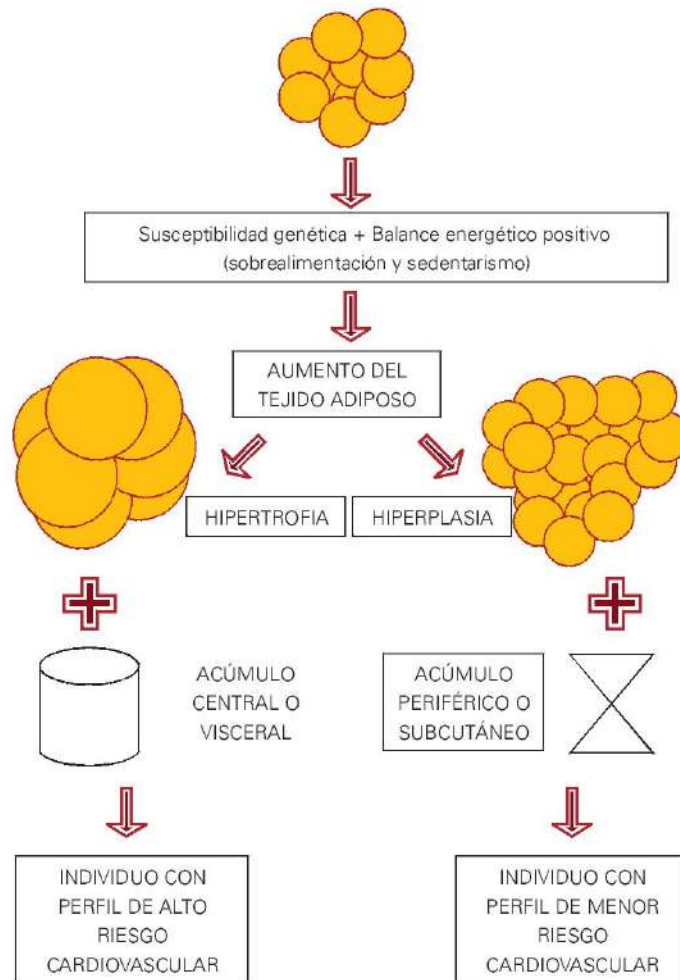 Susceptibilidad genética + Balance energético positivo
(sobrealimentación y sedentarismo)
AUMENTO DEL
TEJIDO ADIPOSO
HIPERTROFIA
HIPERPLASIA
ACÚMULO
CENTRAL O
VISCERAL
ACÚMULO
PERIFÉRICO O
SUBCUTÁNEO
INDIVIDUO CON
PERFIL DE ALTO
RIESGO
CARDIOVASCULAR
INDIVIDUO CON
PERFIL DE MENOR
RIESGO
CARDIOVASCULAR